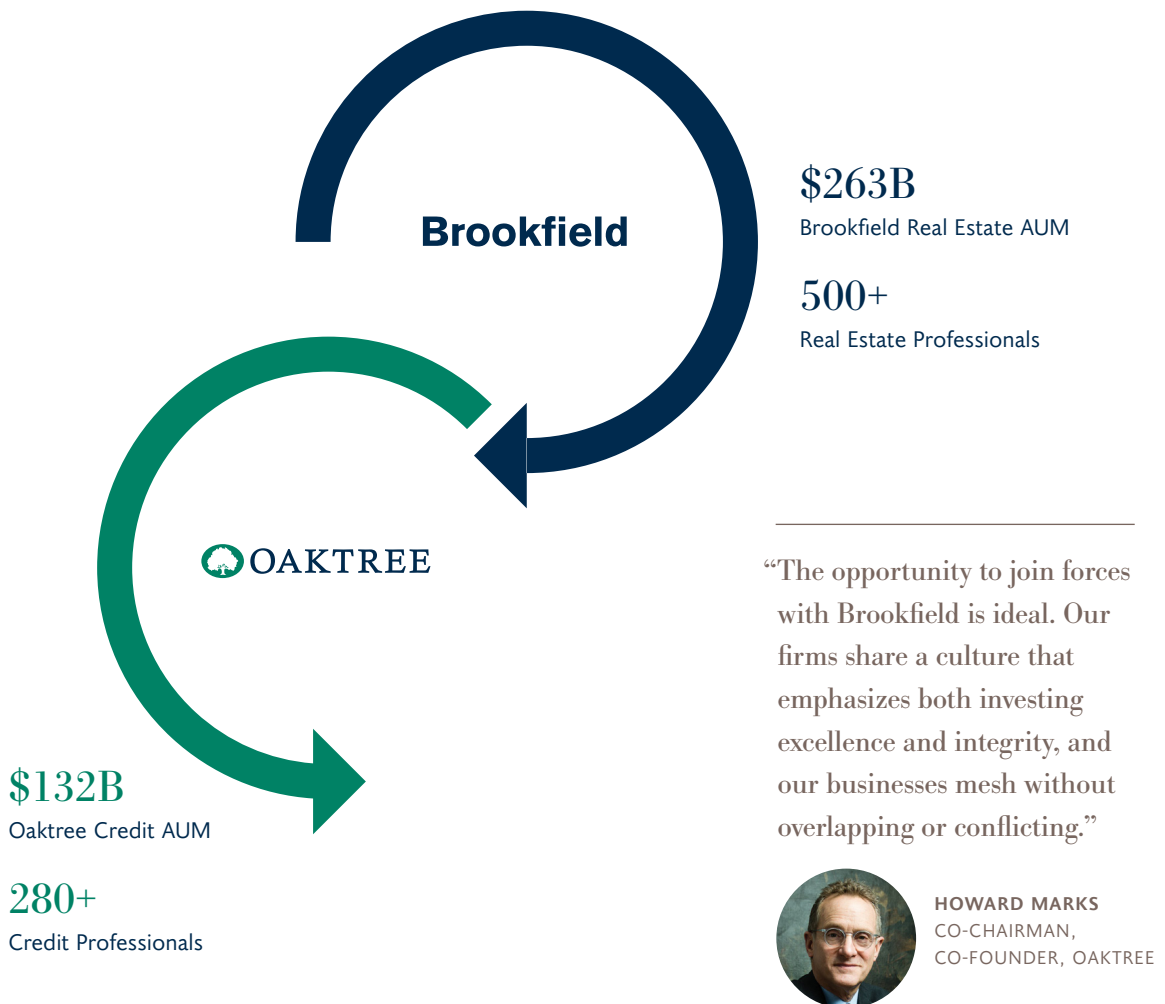 Brookfield
$263B
Brookfield Real Estate AUM
500+
Real Estate Professionals
OAKTREE
$132B
Oaktree Credit AUM
280+
Credit Professionals
“The opportunity to join forces
with Brookfield is ideal. Our
firms share a culture that
emphasizes both investing
excellence and integrity, and
our businesses mesh without
overlapping or conflicting.”
HOWARD MARKS
CO-CHAIRMAN,
CO-FOUNDER, OAKTREE